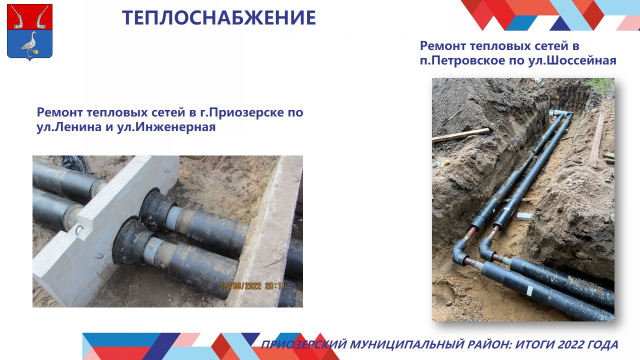 ТЕПЛОСНАБЖЕНИЕ
Ремонт тепловых сетей в
п.Петровское по ул.Шоссейная
Ремонт тепловых сетей в г.Приозерске по
ул.Ленина и ул.Инженерная
ПРИОЗЕРСКИЙ МУНИЦИПАЛЬНЫЙ РАЙОН: ИТОГИ 2022 ГОДА